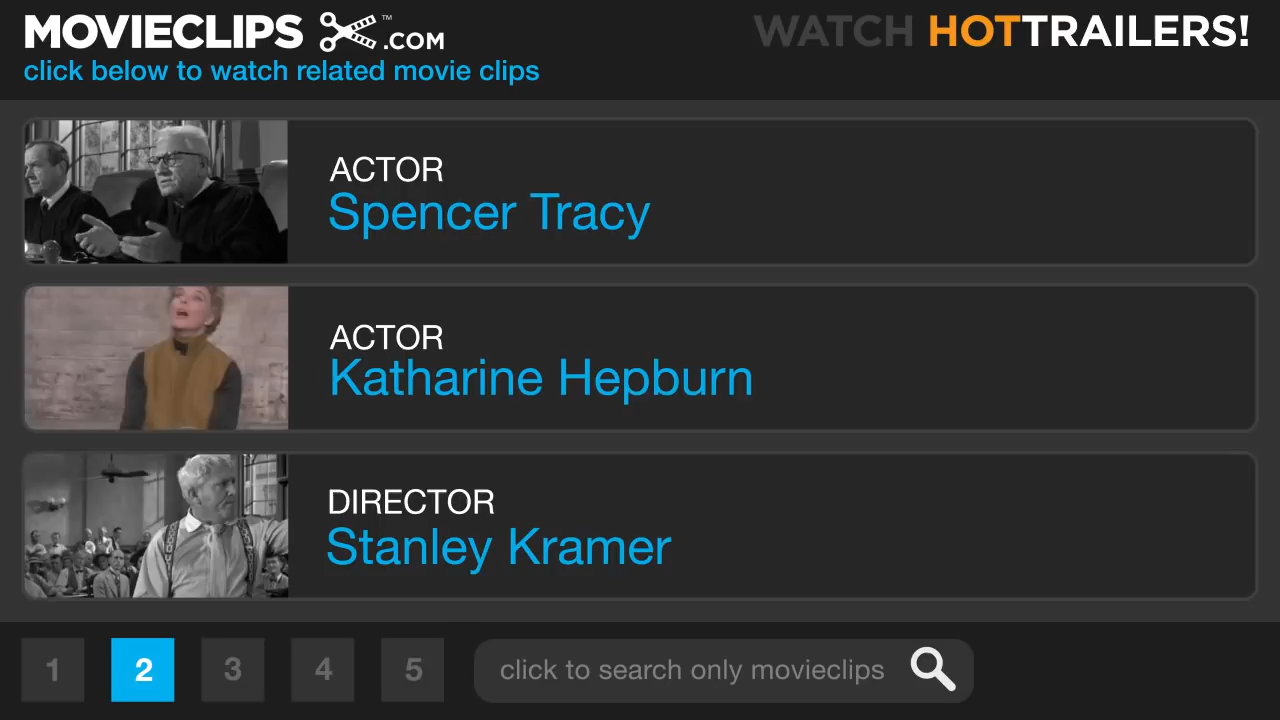 MOVIECLIPS ™ .COM
WATCH HOTTRAILERS!
click below to watch related movie clips
ACTOR
Spencer Tracy
ACTOR
Katharine Hepburn
DIRECTOR
Stanley Kramer
1 2 3 4 5
click to search only movieclips